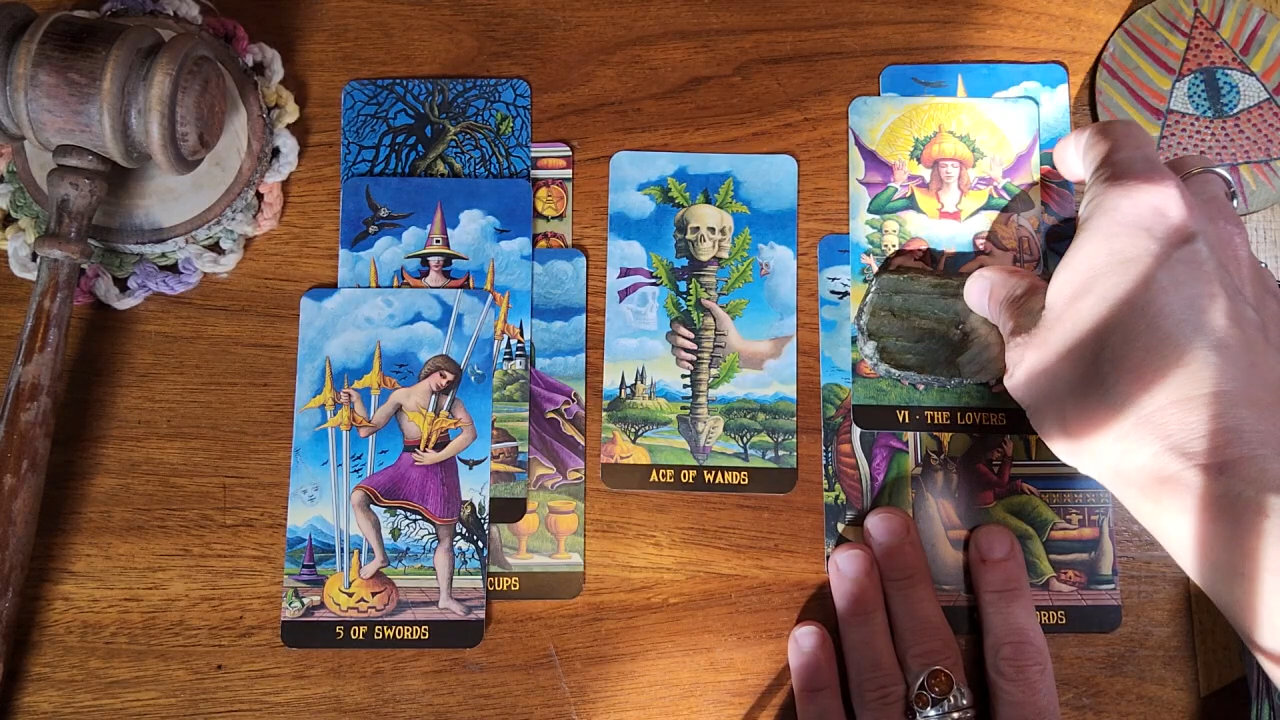 5 OF SWORDS
CUPS
ACE OF WANDS
VI · THE LOVERS
ORDS